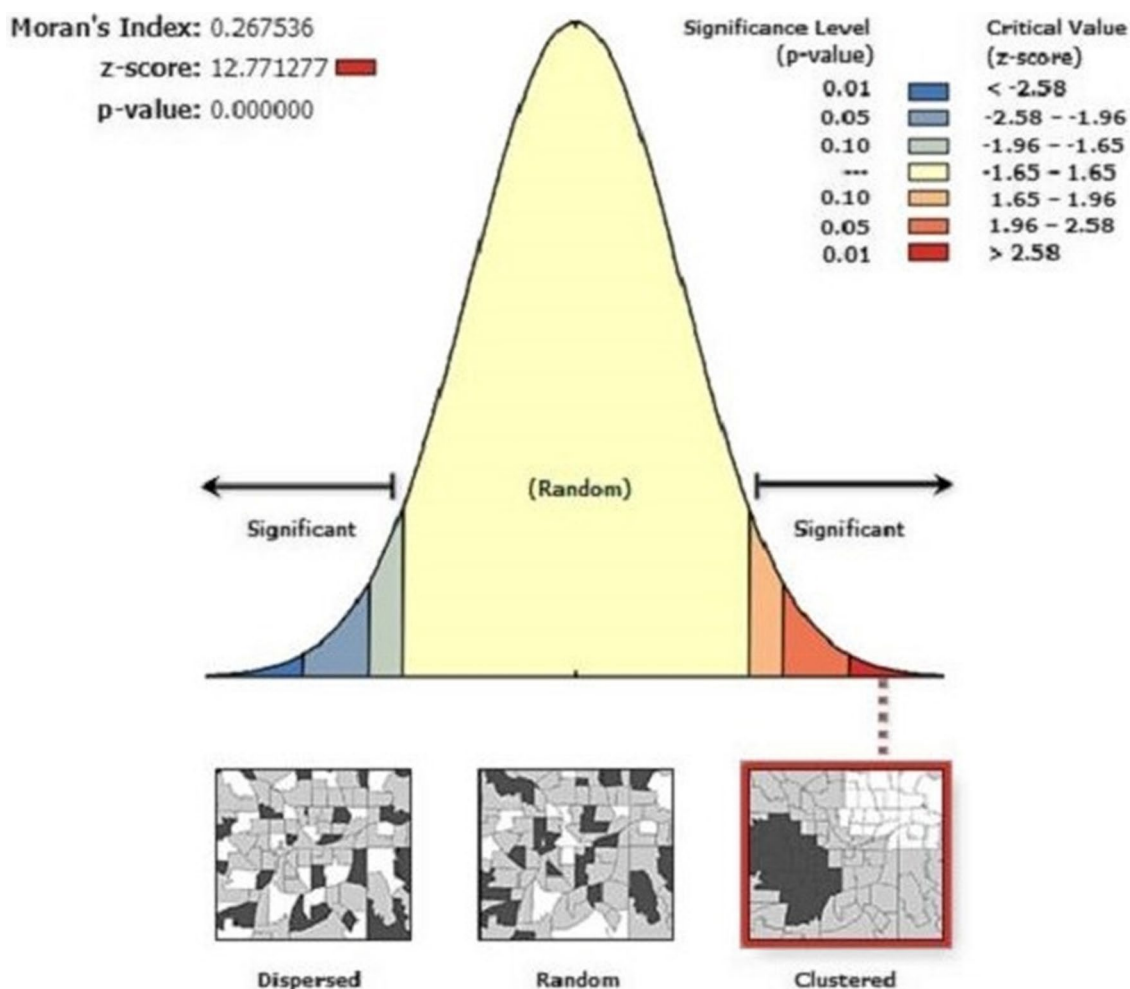 Moran's Index: 0.267536
z-score: 12.771277
p-value: 0.000000
Significance Level Critical Value
(p-value) (z-score)
0.01 < -2.58
0.05 -2.58 – -1.96
0.10 -1.96 – -1.65
--- -1.65 – 1.65
0.10 1.65 – 1.96
0.05 1.96 – 2.58
0.01 > 2.58
(Random)
Significant Significant
Dispersed Random Clustered